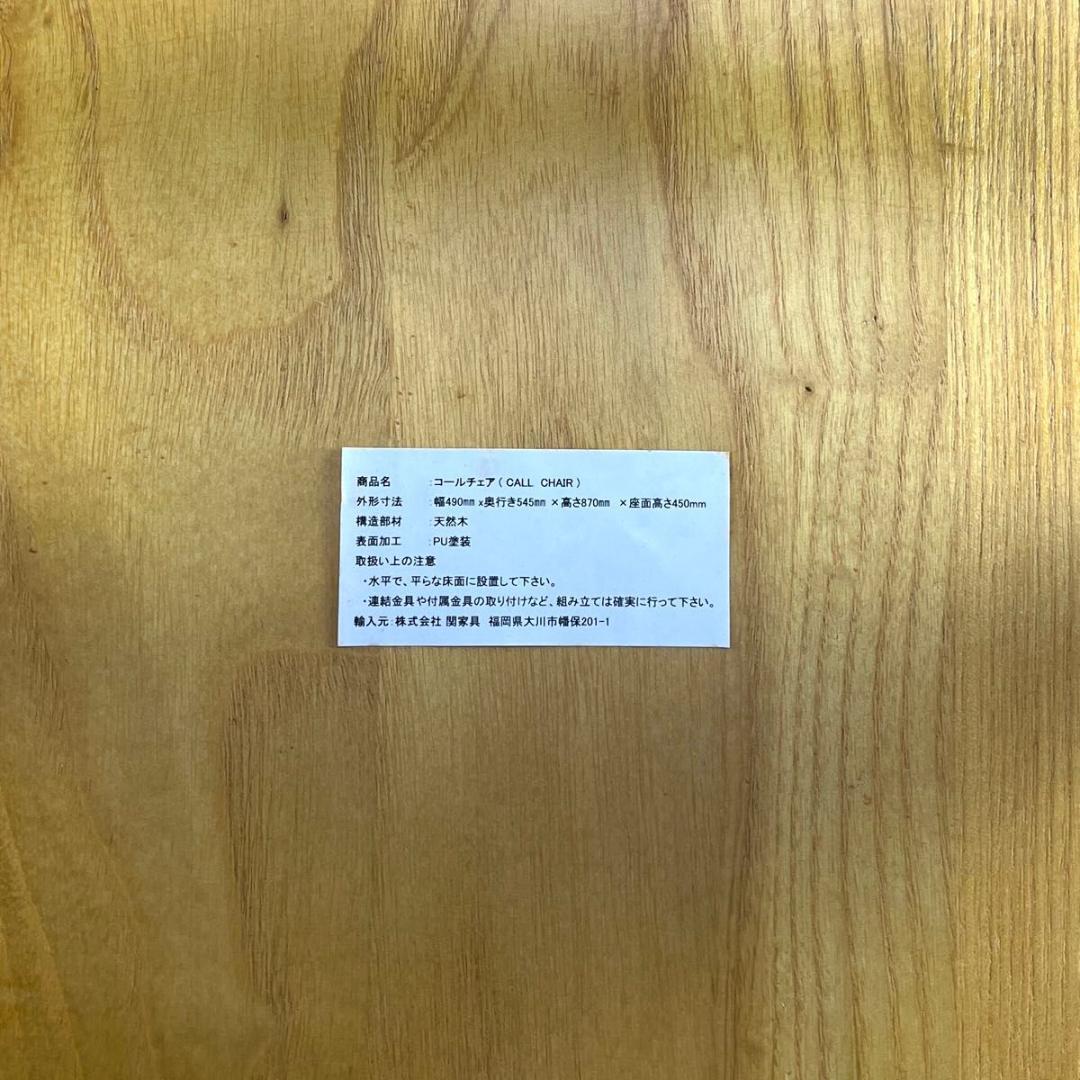 商品名 :コールチェア ( CALL CHAIR )
外形寸法 :幅490㎜ x奥行き545㎜ ×高さ870㎜ ×座面高さ450mm
構造部材 :天然木
表面加工 :PU塗装
取扱い上の注意
・水平で、平らな床面に設置して下さい。
・連結金具や付属金具の取り付けなど、組み立ては確実に行って下さい。
輸入元:株式会社 関家具 福岡県大川市幡保201-1